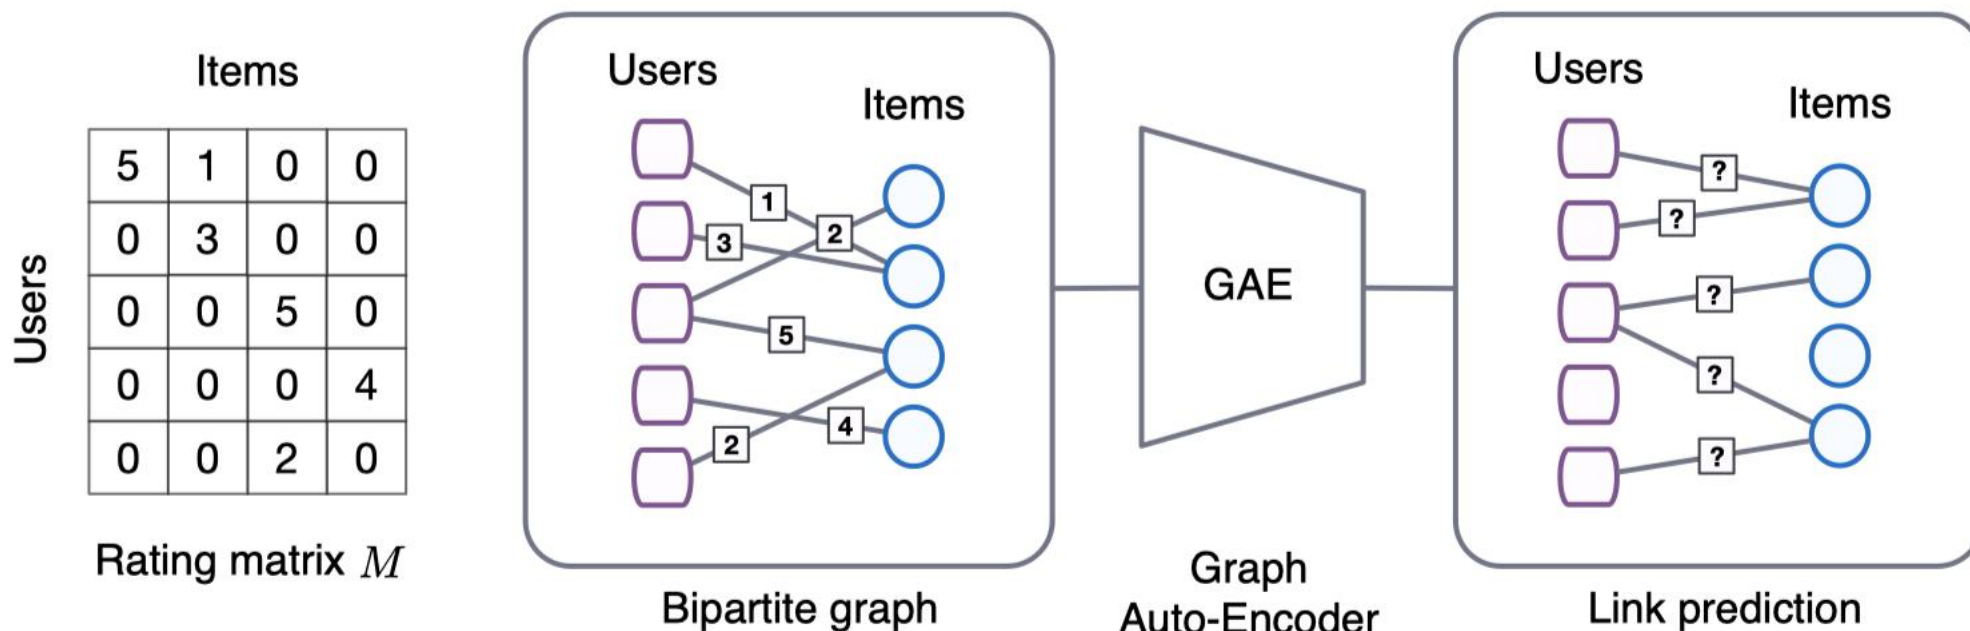 Items
Users
5 1 0 0
0 3 0 0
0 0 5 0
0 0 0 4
0 0 2 0
Rating matrix M
Users
Items
1
2
3
5
4
2
Bipartite graph
GAE
Graph
Auto-Encoder
Users
Items
?
?
?
?
?
Link prediction